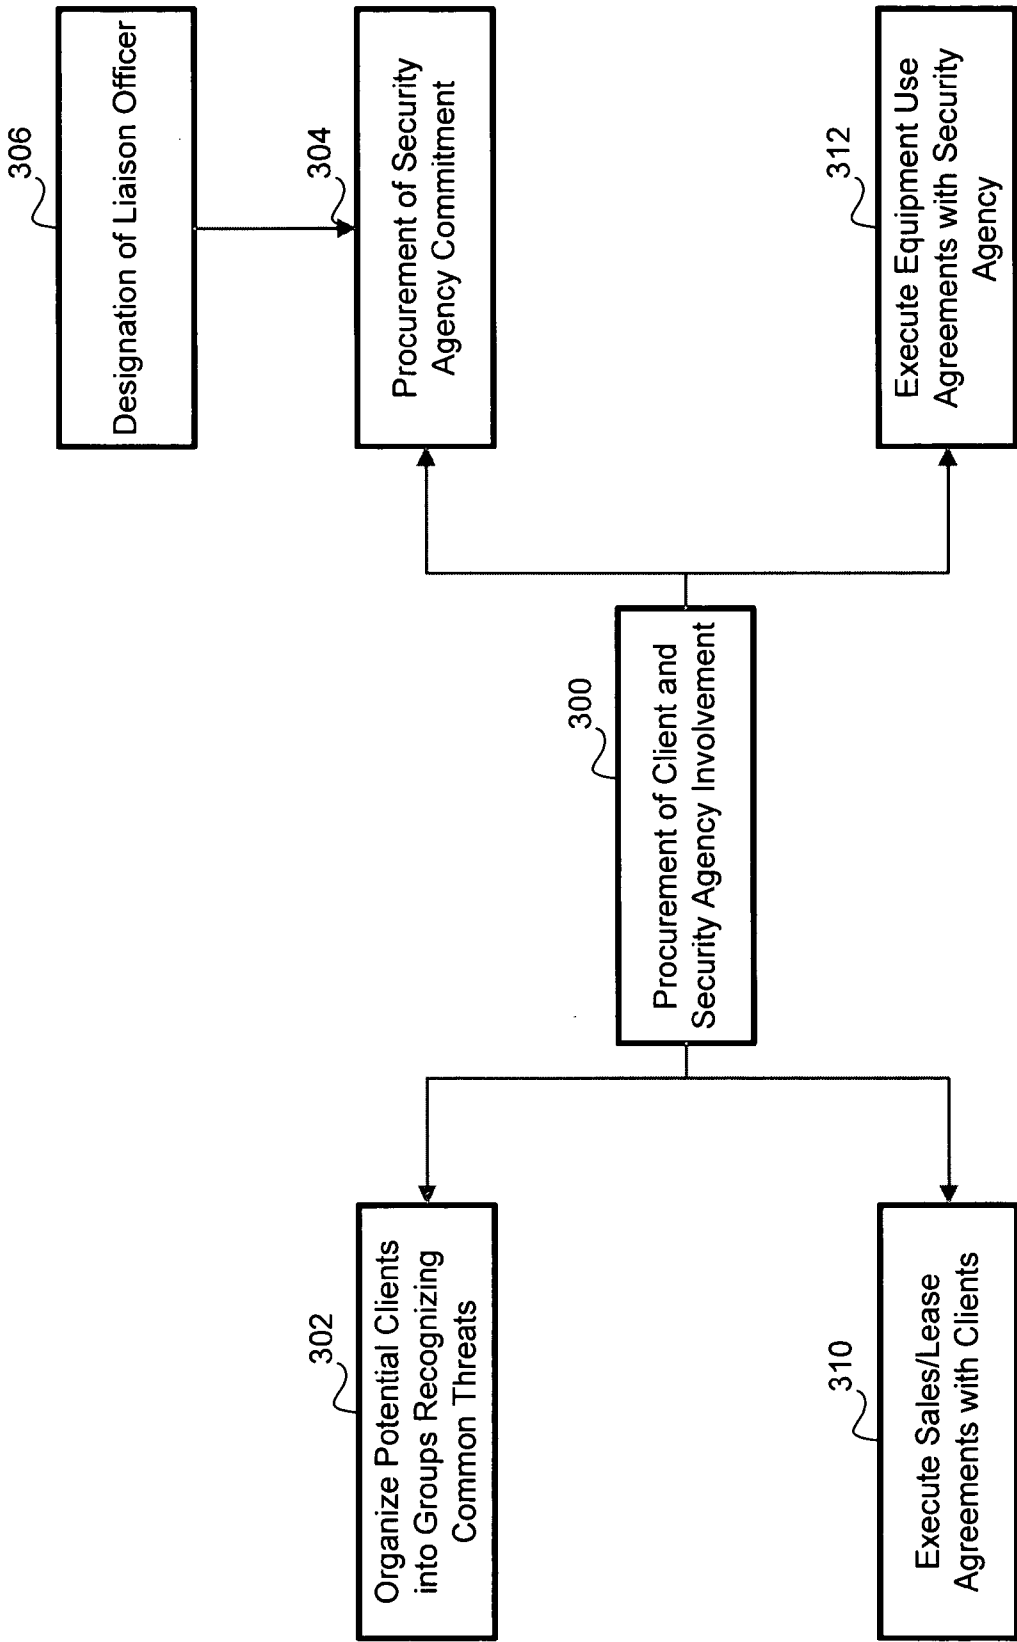 306
Designation of Liaison Officer
302
Organize Potential Clients
into Groups Recognizing
Common Threats
304
Procurement of Security
Agency Commitment
300
Procurement of Client and
Security Agency Involvement
310
Execute Sales/Lease
Agreements with Clients
312
Execute Equipment Use
Agreements with Security
Agency